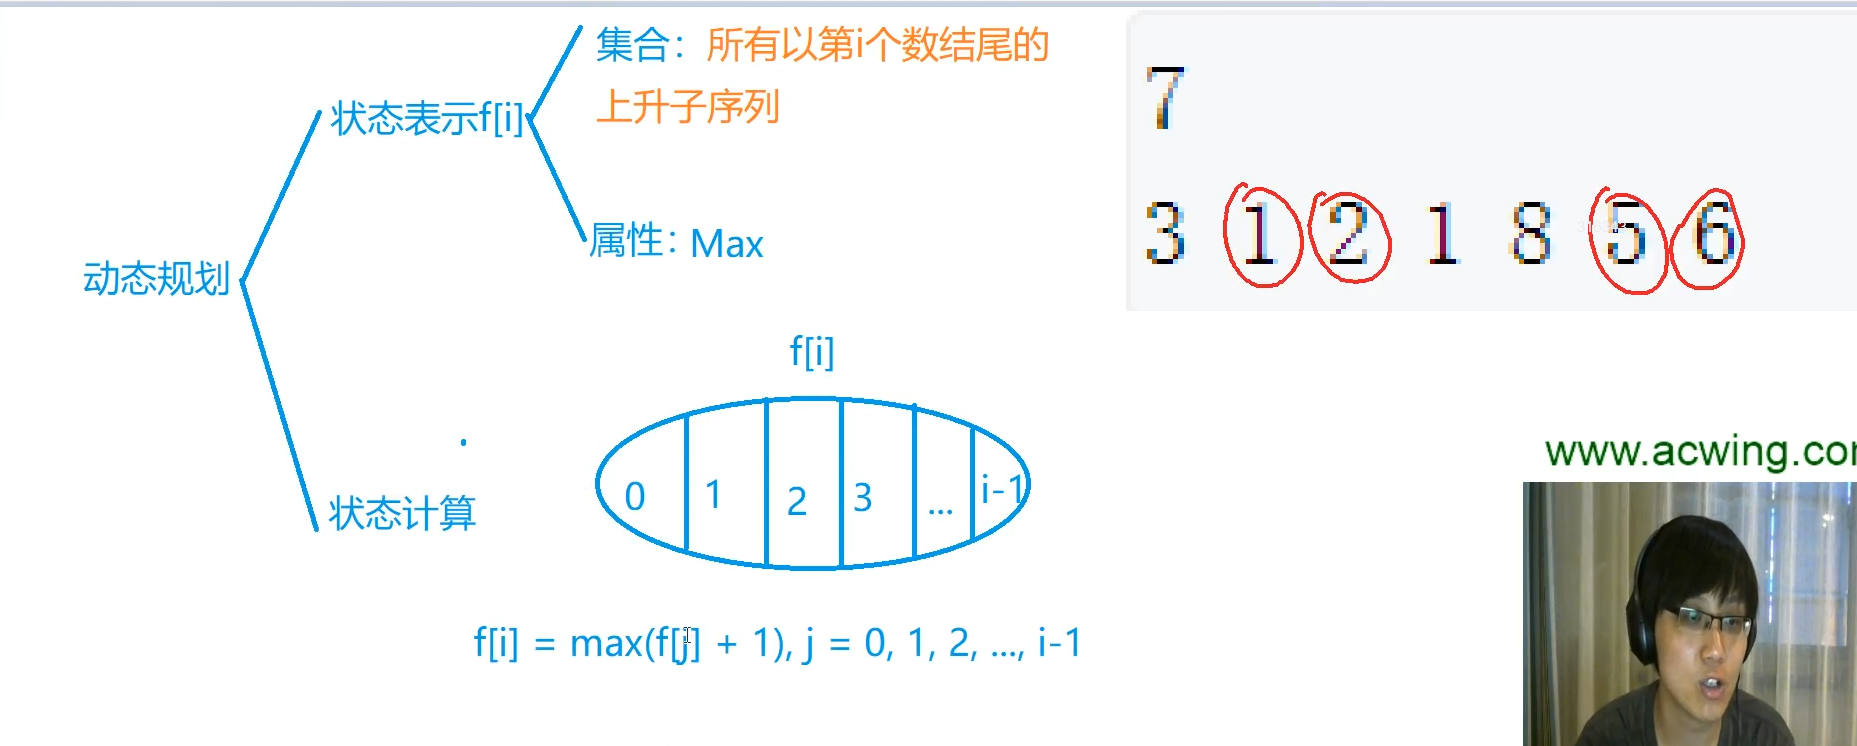 集合：所有以第i个数结尾的
上升子序列
状态表示f[i]
属性：Max
动态规划
状态计算
f[i]
0 1 2 3 ... i-1
f[i] = max(f[j] + 1), j = 0, 1, 2, ..., i-1
7
3 1 2 1 8 5 6
www.acwing.co